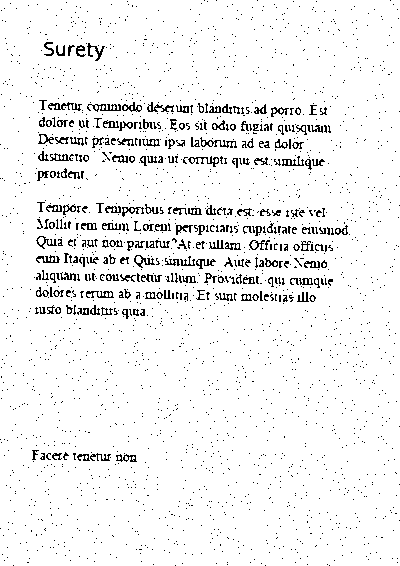 Surety
Tenetur commodo deserunt blanditiis ad porro. Est
dolore ut Temporibus. Eos sit odio fugiat quisquam
Deserunt praesentium ipsa laborum ad ea dolor
distinctio. Nemo quia ut corrupti qui est similique
proident.
Tempore. Temporibus rerum dicta est esse iste vel
Mollit rem enim Lorem perspiciatis cupiditate eiusmod.
Quia et aut non pariatur. At et ullam. Officia officiis
eum Itaque ab et Quis similique. Aute labore Nemo
aliquam ut consectetur illum. Provident, qui cumque
dolores rerum ab a mollitia. Et sunt molestias illo
iusto blanditiis quia.
Facere tenetur non